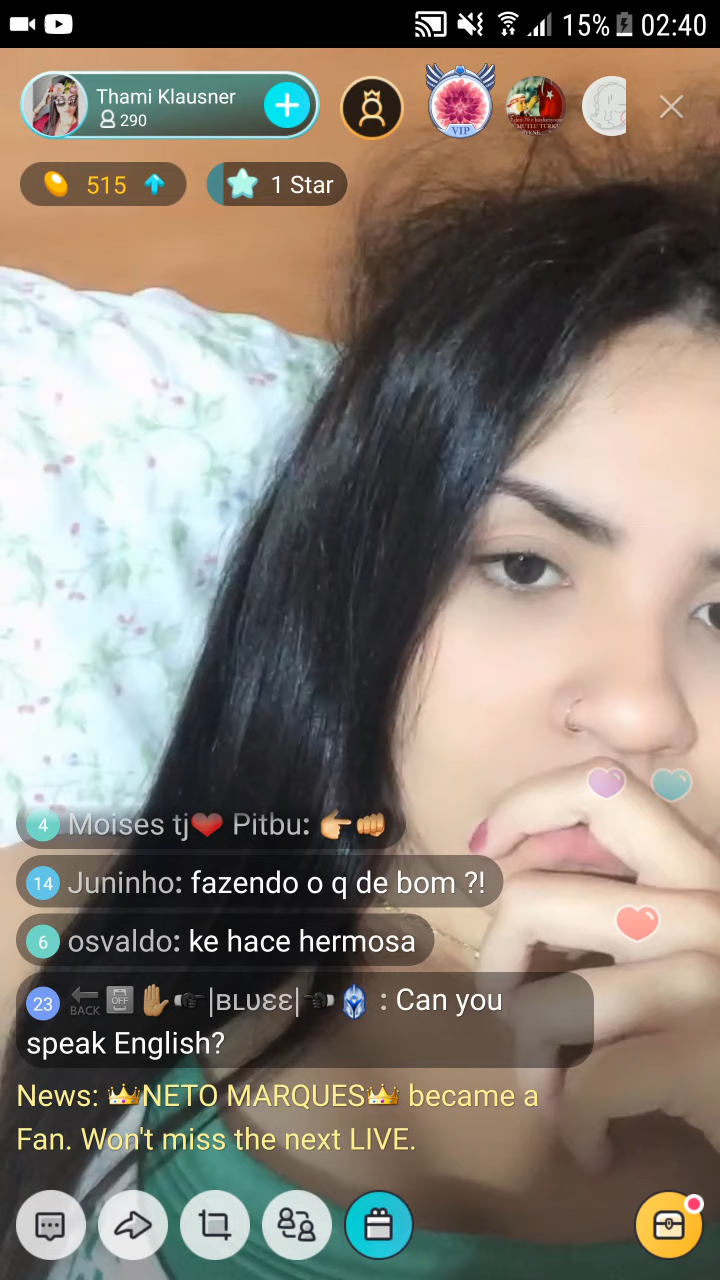 15% 02:40
Thami Klausner
290
VIP
515
1 Star
4 Moises tj❤️ Pitbu: 👉👊
14 Juninho: fazendo o q de bom ?!
6 osvaldo: ke hace hermosa
23 BACK OFF ✋ |BLυεε| : Can you
speak English?
News: 👑NETO MARQUES👑 became a
Fan. Won't miss the next LIVE.